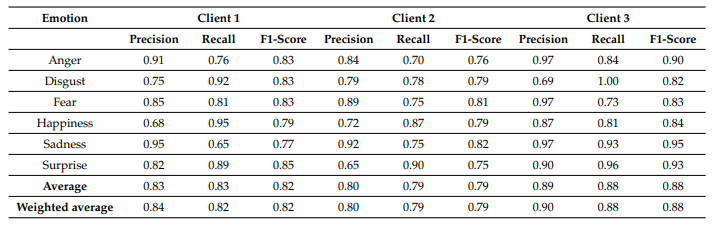 Emotion Client 1 Client 2 Client 3
Precision Recall F1-Score Precision Recall F1-Score Precision Recall F1-Score
Anger 0.91 0.76 0.83 0.84 0.70 0.76 0.97 0.84 0.90
Disgust 0.75 0.92 0.83 0.79 0.78 0.79 0.69 1.00 0.82
Fear 0.85 0.81 0.83 0.89 0.75 0.81 0.97 0.73 0.83
Happiness 0.68 0.95 0.79 0.72 0.87 0.79 0.87 0.81 0.84
Sadness 0.95 0.65 0.77 0.92 0.75 0.82 0.97 0.93 0.95
Surprise 0.82 0.89 0.85 0.65 0.90 0.75 0.90 0.96 0.93
Average 0.83 0.83 0.82 0.80 0.79 0.79 0.89 0.88 0.88
Weighted average 0.84 0.82 0.82 0.80 0.79 0.79 0.90 0.88 0.88